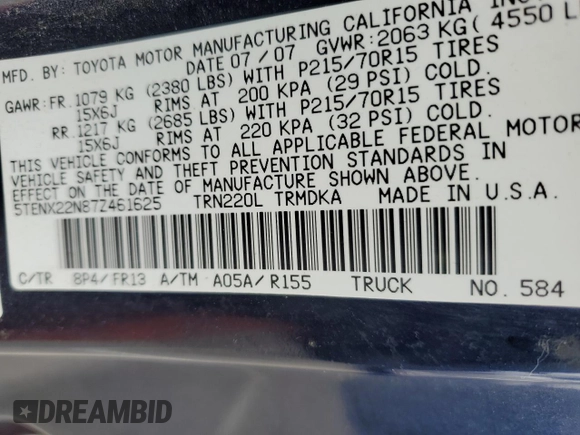 MFD. BY: TOYOTA MOTOR MANUFACTURING CALIFORNIA INC
DATE 07/07 GVWR:2063 KG( 4550 L
GAWR:FR.1079 KG (2380 LBS) WITH P215/70R15 TIRES
15X6J RIMS AT 200 KPA (29 PSI) COLD.
RR.1217 KG (2685 LBS) WITH P215/70R15 TIRES
15X6J RIMS AT 220 KPA (32 PSI) COLD.
THIS VEHICLE CONFORMS TO ALL APPLICABLE FEDERAL MOTOR
VEHICLE SAFETY AND THEFT PREVENTION STANDARDS IN
EFFECT ON THE DATE OF MANUFACTURE SHOWN ABOVE.
5TENX22N87Z461625 TRN220L TRMDKA MADE IN U.S.A.
C/TR 8P4/FR13 A/TM A05A/R155 TRUCK NO. 584
DREAMBID